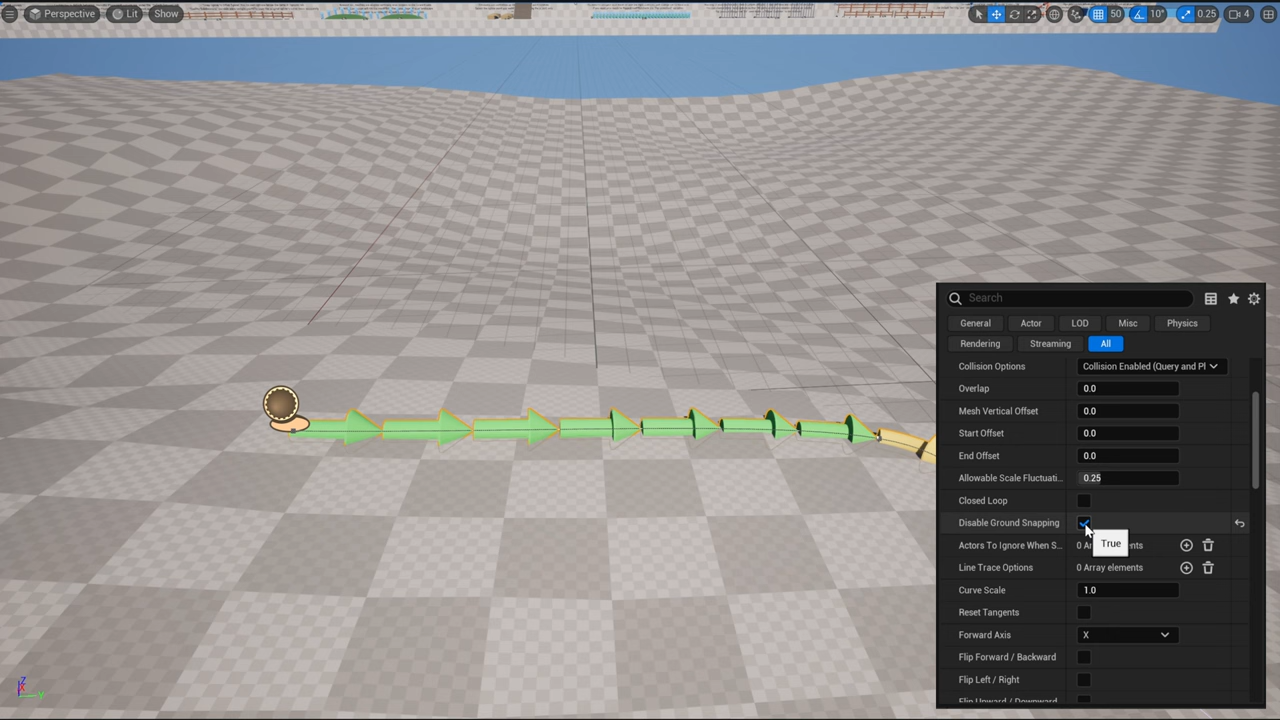 Perspective Lit Show 50 10° 0.25 4
Search
General Actor LOD Misc Physics
Rendering Streaming All
Collision Options Collision Enabled (Query and Pl
Overlap 0.0
Mesh Vertical Offset 0.0
Start Offset 0.0
End Offset 0.0
Allowable Scale Fluctuati... 0.25
Closed Loop
Disable Ground Snapping
True
Actors To Ignore When S... 0 Ar nts
Line Trace Options 0 Array elements
Curve Scale 1.0
Reset Tangents
Forward Axis X
Flip Forward / Backward
Flip Left / Right
Flip Upward / Downward
Z
X
Y